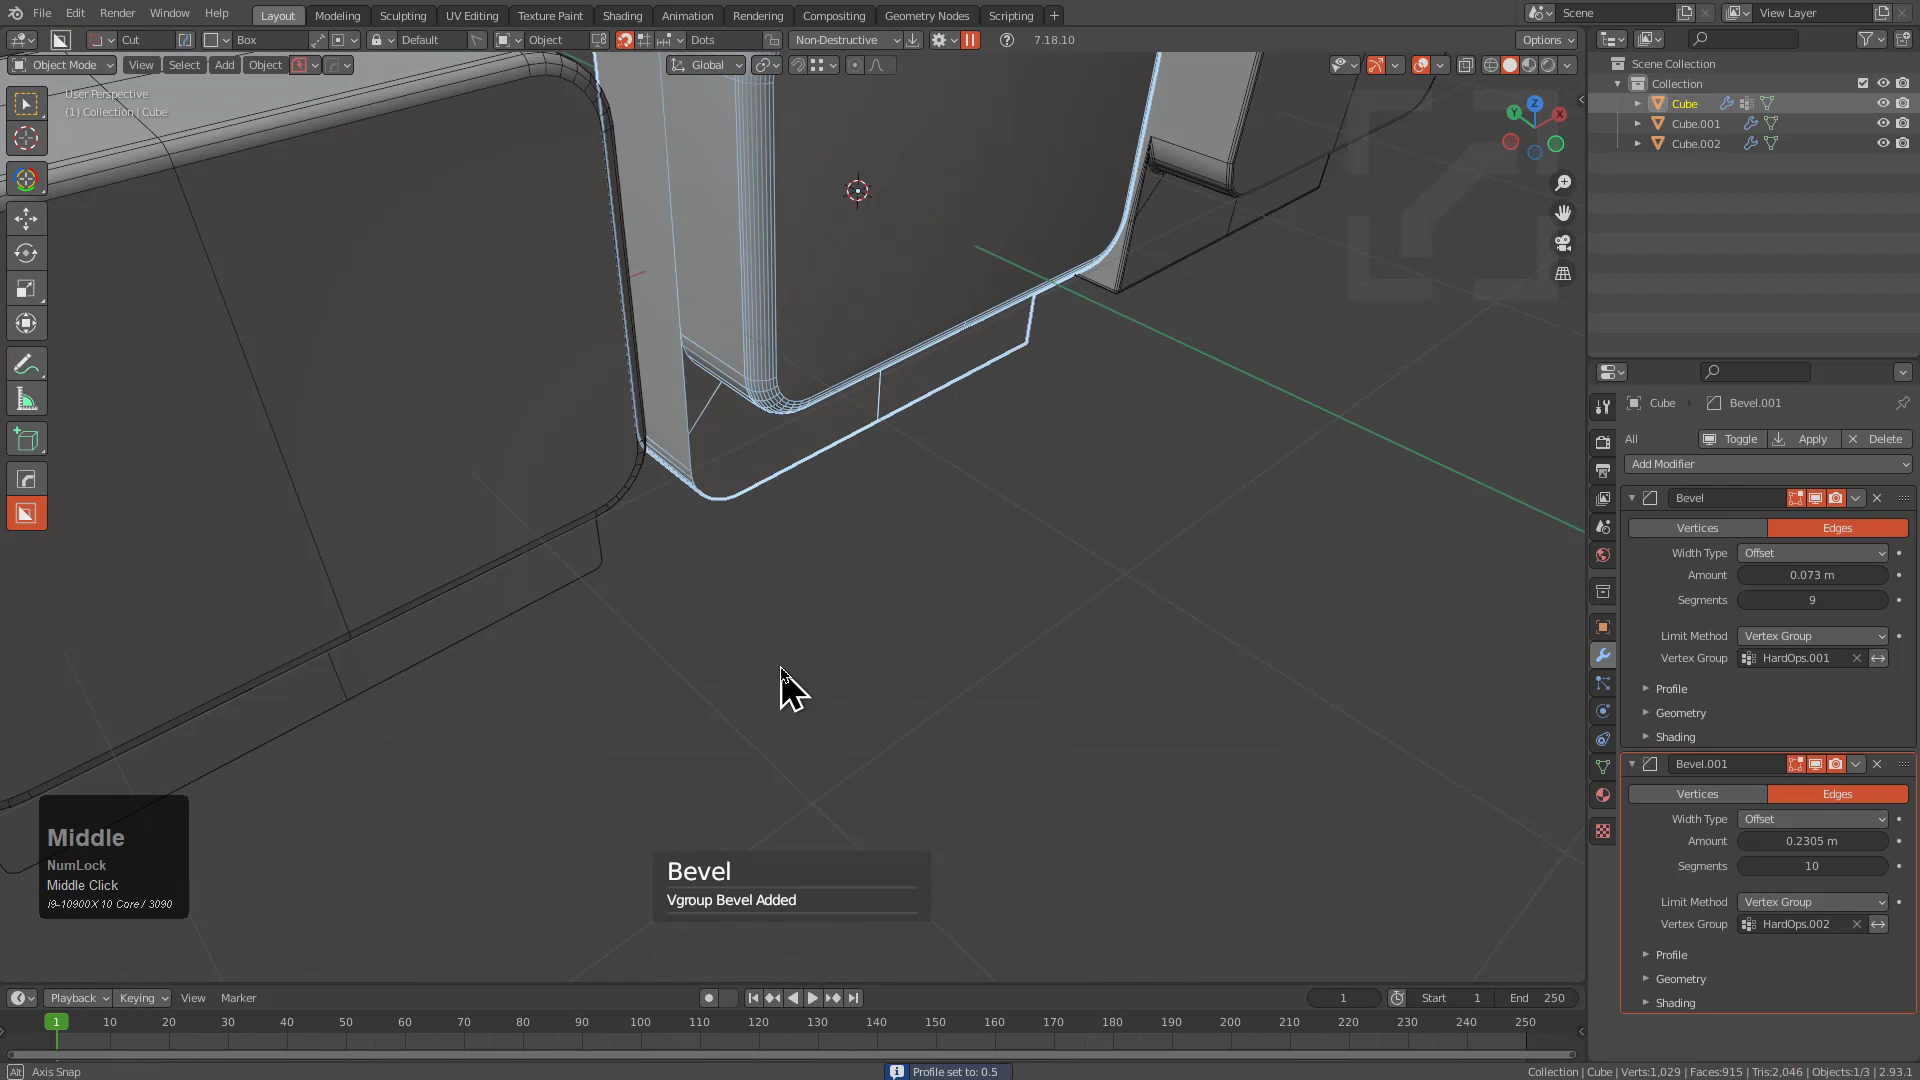 File Edit Render Window Help Layout Modeling Sculpting UV Editing Texture Paint Shading Animation Rendering Compositing Geometry Nodes Scripting + Scene View Layer
Cut Box Default Object Dots Non-Destructive 7.18.10 Options
Object Mode View Select Add Object Global
User Perspective
(1) Collection | Cube
Z
Y
X
Scene Collection
Collection
Cube
Cube.001
Cube.002
Cube Bevel.001
All Toggle Apply Delete
Add Modifier
Bevel
Vertices Edges
Width Type Offset
Amount 0.073 m
Segments 9
Limit Method Vertex Group
Vertex Group HardOps.001
Profile
Geometry
Shading
Bevel.001
Vertices Edges
Width Type Offset
Amount 0.2305 m
Segments 10
Limit Method Vertex Group
Vertex Group HardOps.002
Profile
Geometry
Shading
Middle
NumLock
Middle Click
i9-10900X 10 Core / 3090
Bevel
Vgroup Bevel Added
Playback Keying View Marker 1 Start 1 End 250
1 10 20 30 40 50 60 70 80 90 100 110 120 130 140 150 160 170 180 190 200 210 220 230 240 250
Alt Axis Snap Profile set to: 0.5 Collection | Cube | Verts:1,029 | Faces:915 | Tris:2,046 | Objects:1/3 | 2.93.1